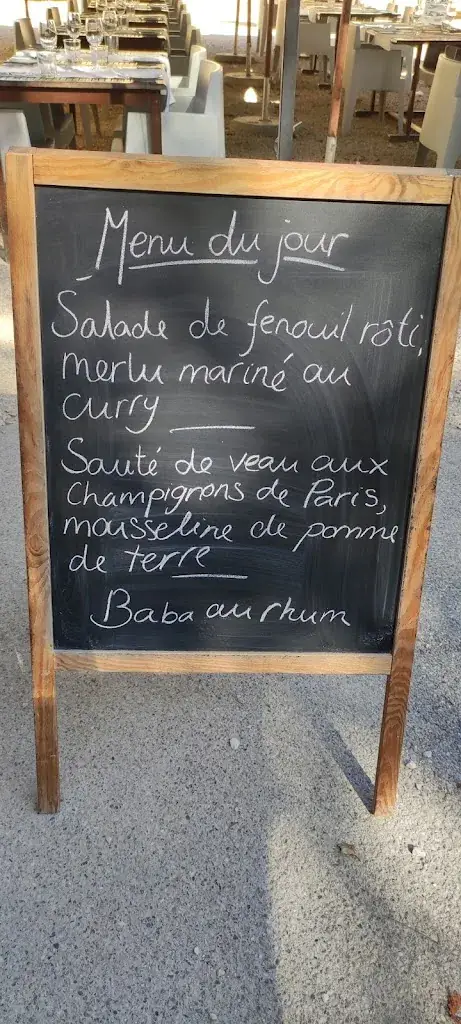 Menu du jour
Salade de fenouil rôti,
merlu mariné au
curry
Sauté de veau aux
Champignons de Paris,
mousseline de pomme
de terre
Baba au rhum